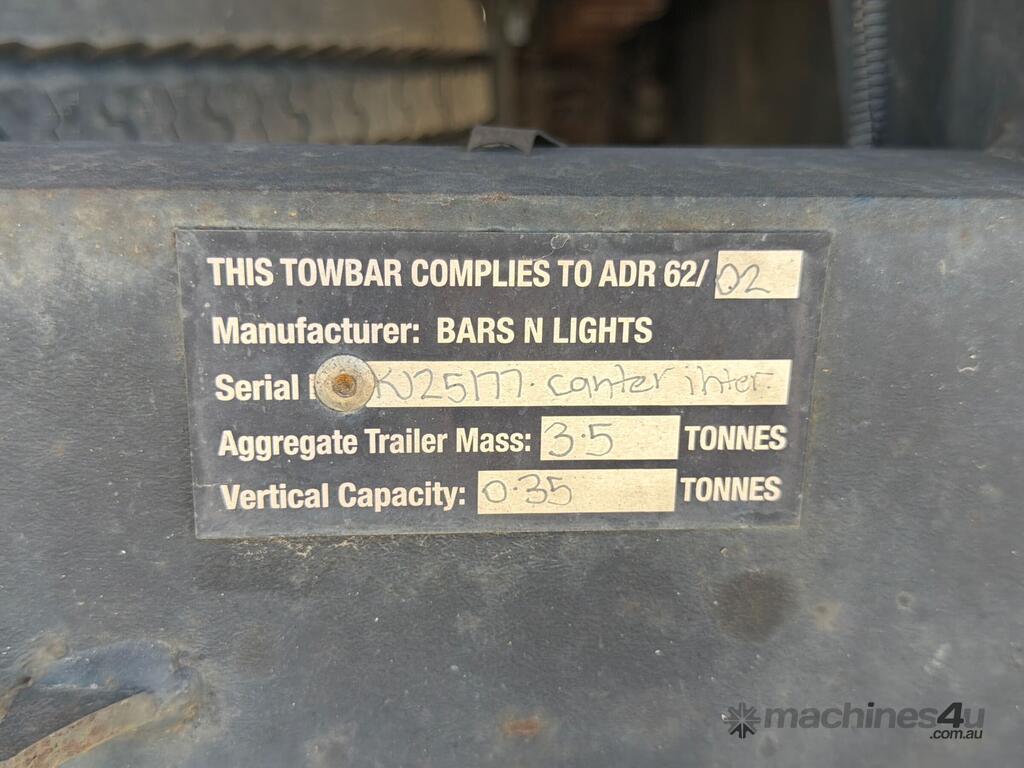 THIS TOWBAR COMPLIES TO ADR 62/ 02
Manufacturer: BARS N LIGHTS
Serial KV25177. canter inter.
Aggregate Trailer Mass: 3.5 TONNES
Vertical Capacity: 0.35 TONNES
machines4u
.com.au